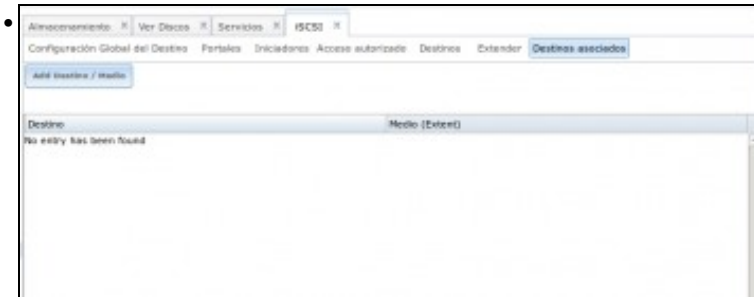 Almacenamiento Ver Discos Servicios iSCSI
Configuración Global del Destino Portales Iniciadores Acceso autorizado Destinos Extender Destinos asociados
Add Destino / Medio
Destino Medio (Extent)
No entry has been found